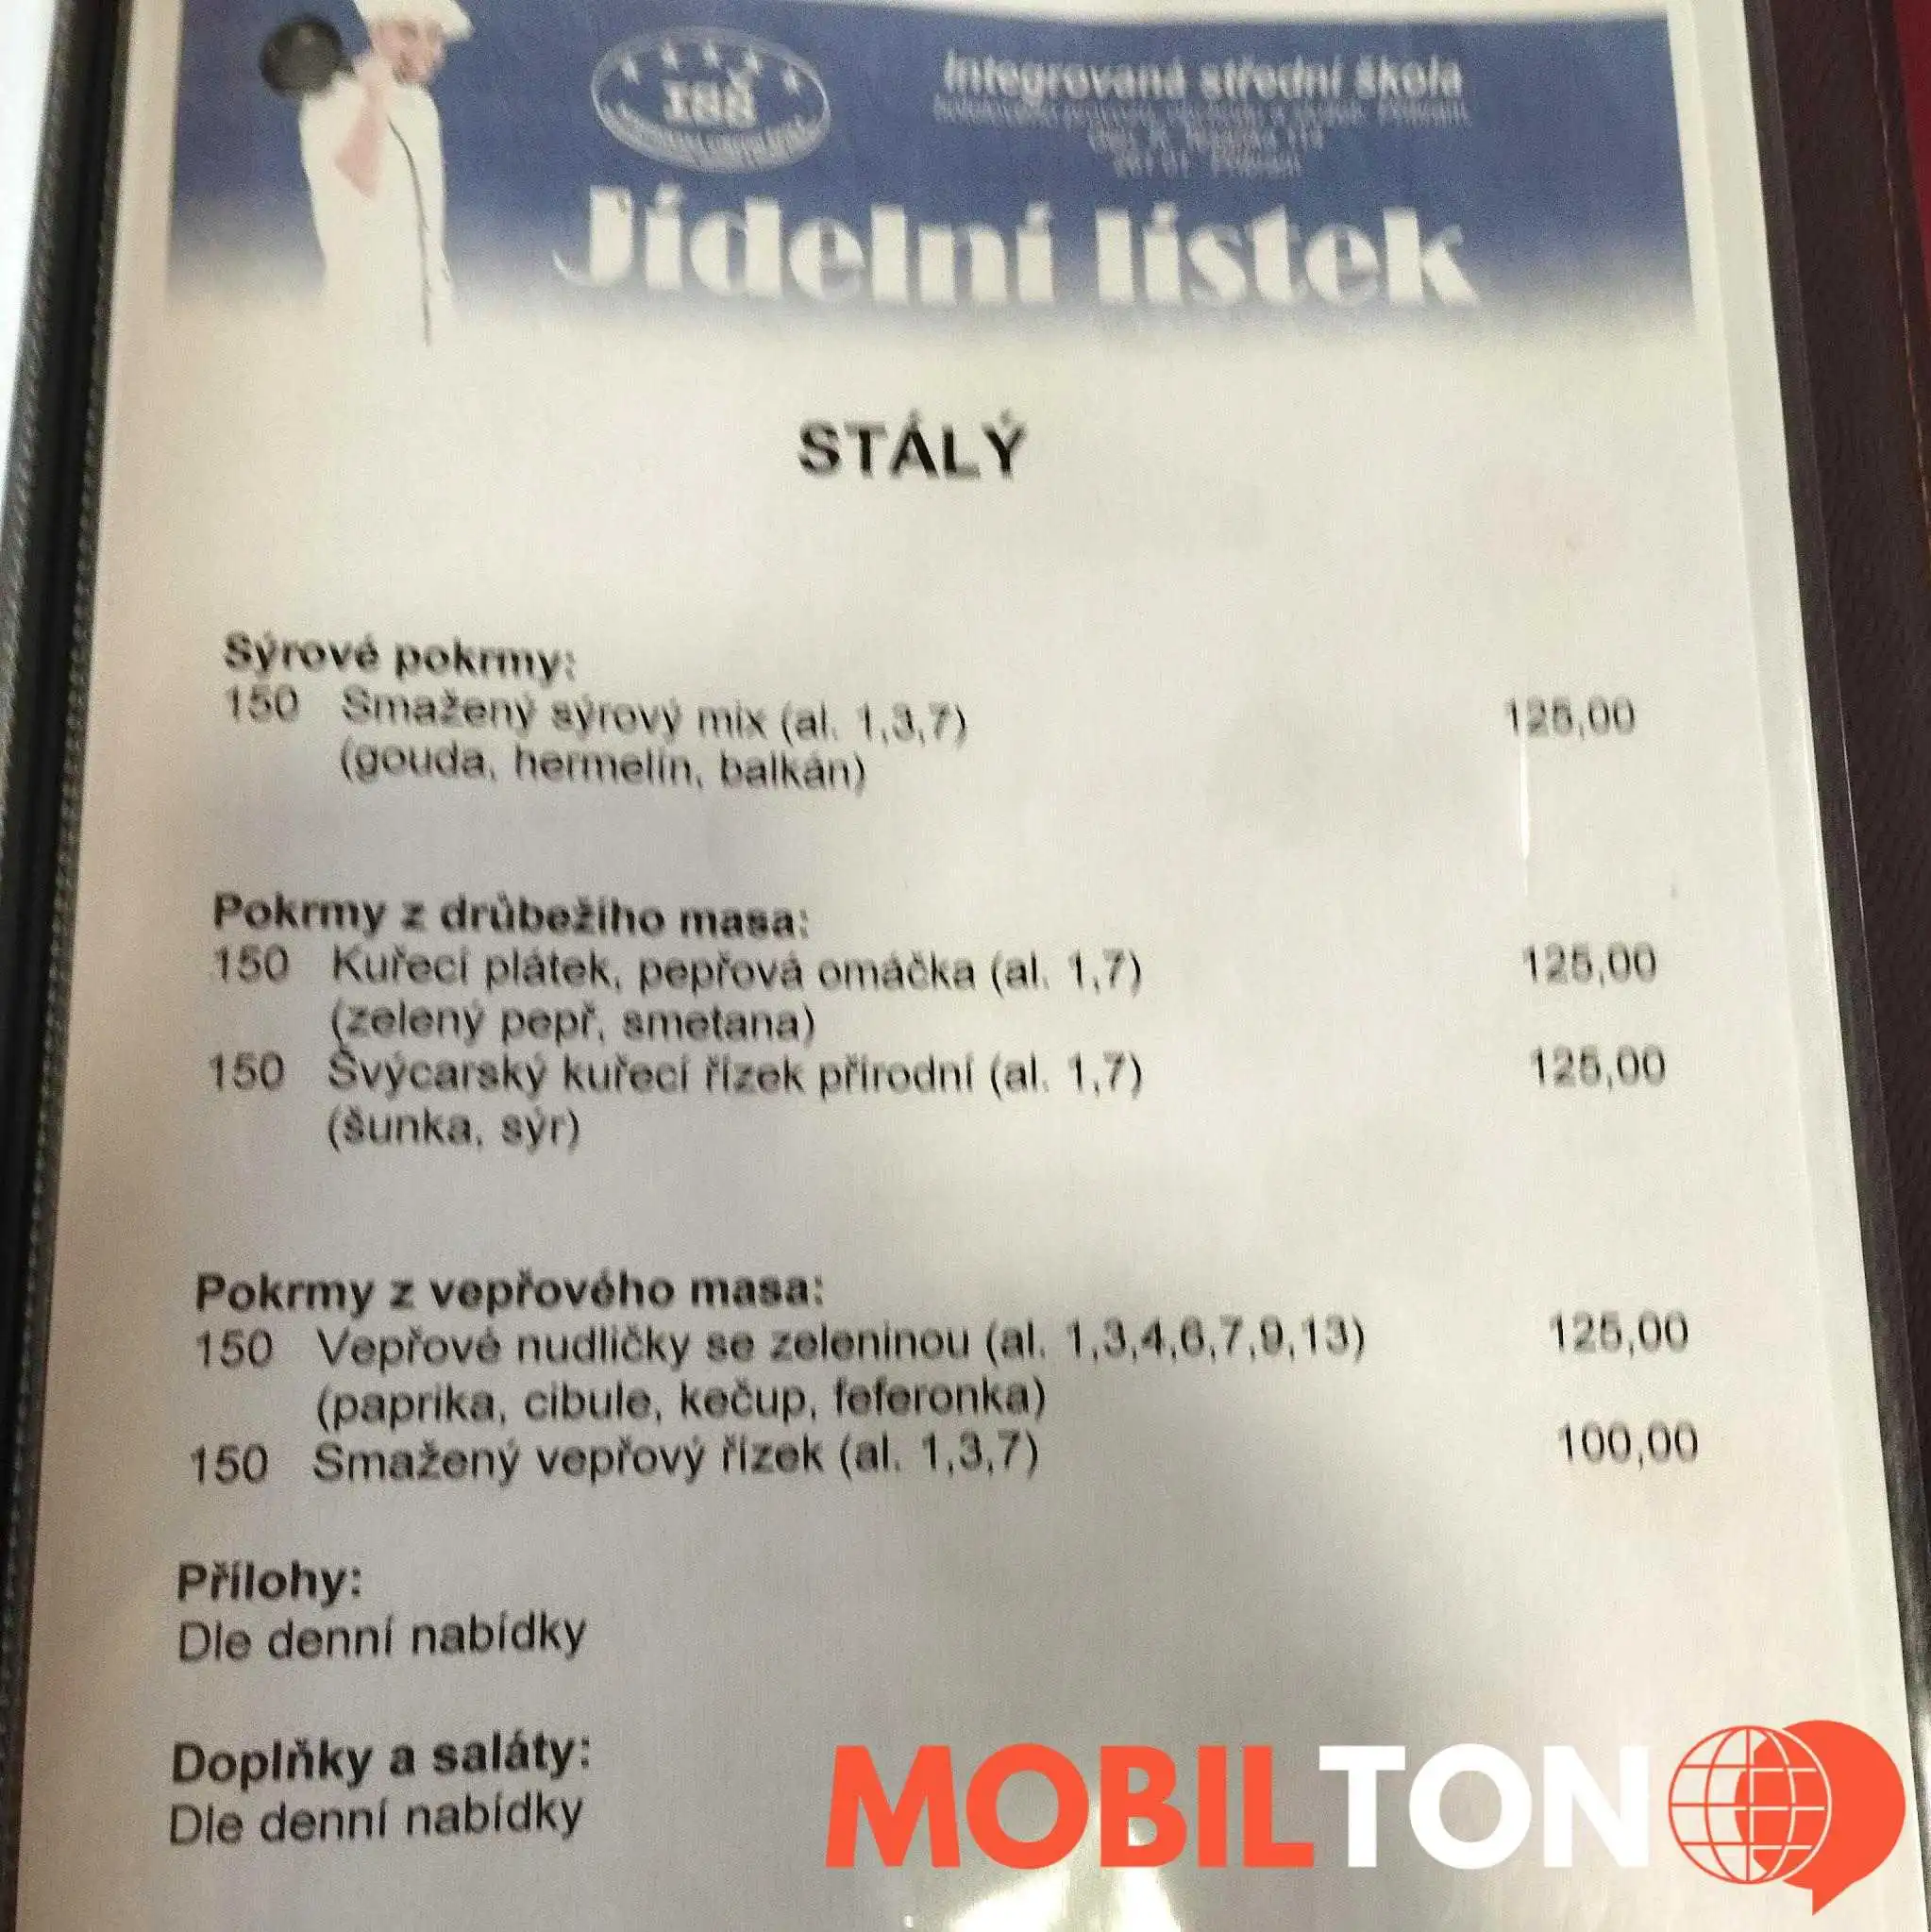 ISŠ
Integrovaná střední škola
Jídelní lístek
STÁLÝ
Sýrové pokrmy:
150 Smažený sýrový mix (al. 1,3,7) 125,00
(gouda, hermelín, balkán)
Pokrmy z drůbežího masa:
150 Kuřecí plátek, pepřová omáčka (al. 1,7) 125,00
(zelený pepř, smetana)
150 Švýcarský kuřecí řízek přírodní (al. 1,7) 125,00
(šunka, sýr)
Pokrmy z vepřového masa:
150 Vepřové nudličky se zeleninou (al. 1,3,4,6,7,9,13) 125,00
(paprika, cibule, kečup, feferonka)
150 Smažený vepřový řízek (al. 1,3,7) 100,00
Přílohy:
Dle denní nabídky
Doplňky a saláty:
Dle denní nabídky
MOBILTON